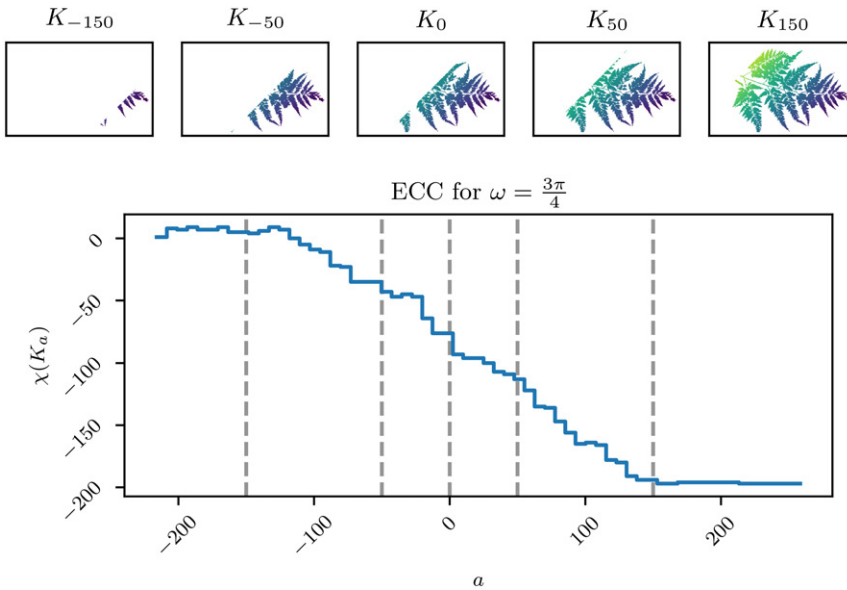 K₋₁₅₀ K₋₅₀ K₀ K₅₀ K₁₅₀
ECC for ω = 3π/4
χ(Kₐ)
0
−50
−100
−150
−200
−200 −100 0 100 200
a